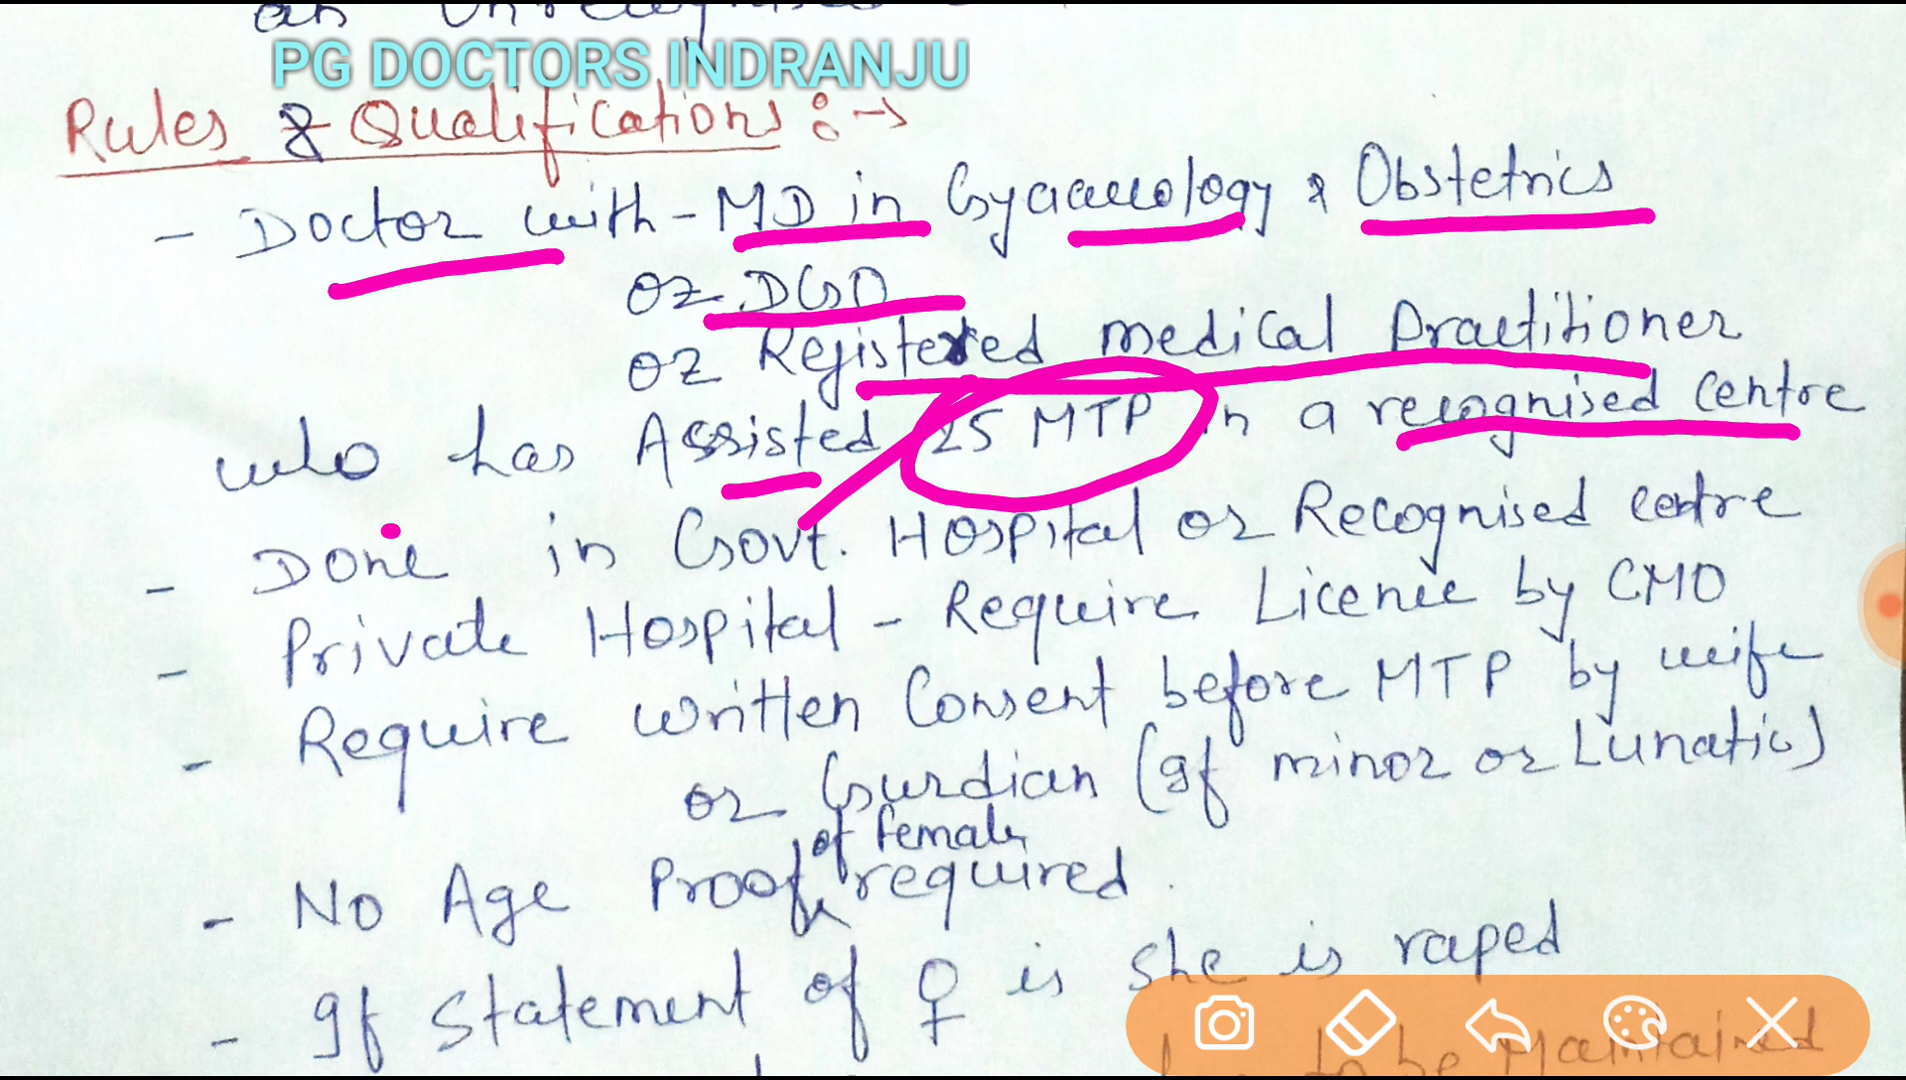 PG DOCTORS INDRANJU
Rules & Qualifications :→
- Doctor with - MD in Gynaecology & Obstetrics
or DGO
or Registered medical Practitioner
who has Assisted 25 MTP in a recognised centre
- Done in Govt. Hospital or Recognised centre
- Private Hospital - Require Licence by CMO
- Require written Consent before MTP by wife
or Gurdian (If minor or Lunatic)
of female
- No Age Proof required.
- If statement of ♀ is she is raped
to be Maintained